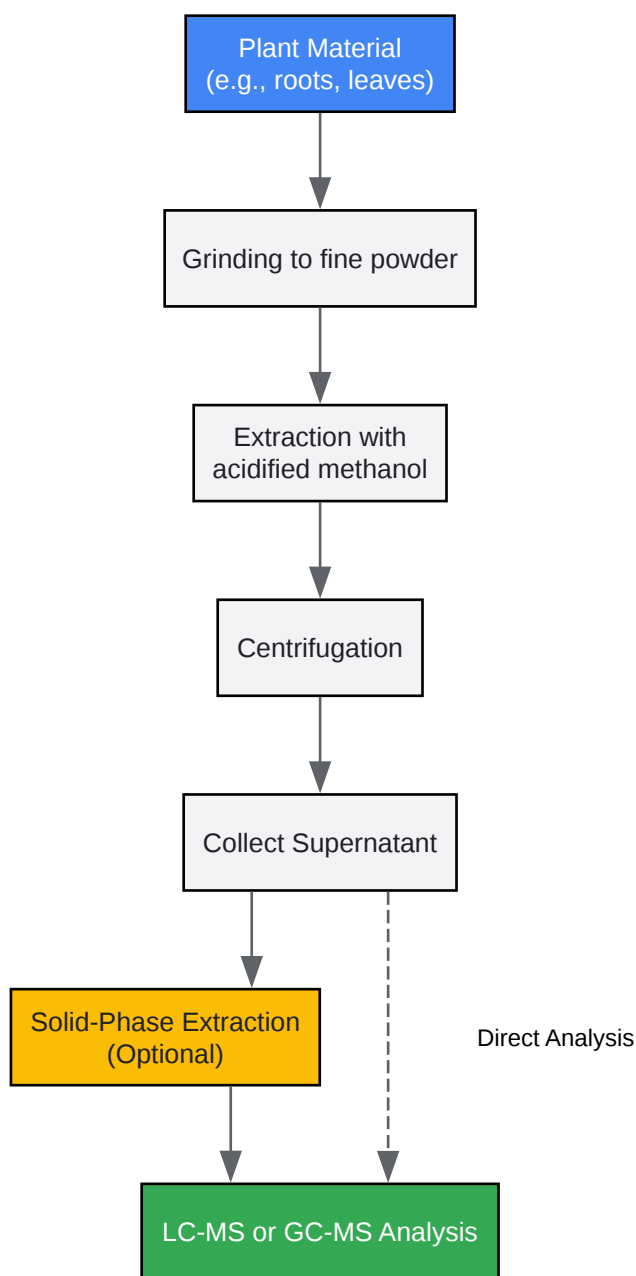 Plant Material
(e.g., roots, leaves)
Grinding to fine powder
Extraction with
acidified methanol
Centrifugation
Collect Supernatant
Solid-Phase Extraction
(Optional)
Direct Analysis
LC-MS or GC-MS Analysis